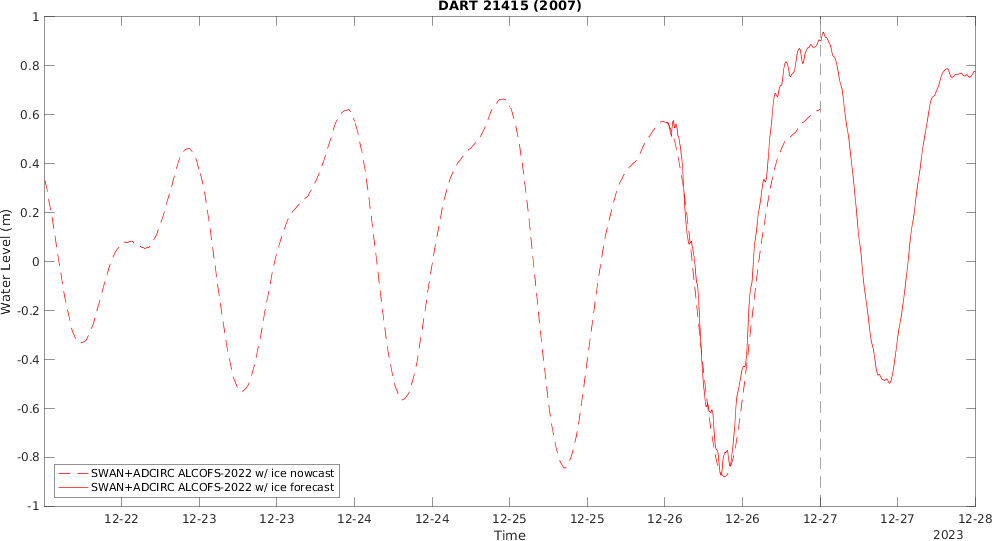 DART 21415 (2007)
1
0.8
0.6
0.4
0.2
0
-0.2
-0.4
-0.6
-0.8
-1
Water Level (m)
SWAN+ADCIRC ALCOFS-2022 w/ ice nowcast
SWAN+ADCIRC ALCOFS-2022 w/ ice forecast
12-22 12-23 12-23 12-24 12-24 12-25 12-25 12-26 12-26 12-27 12-27 12-28
Time
2023